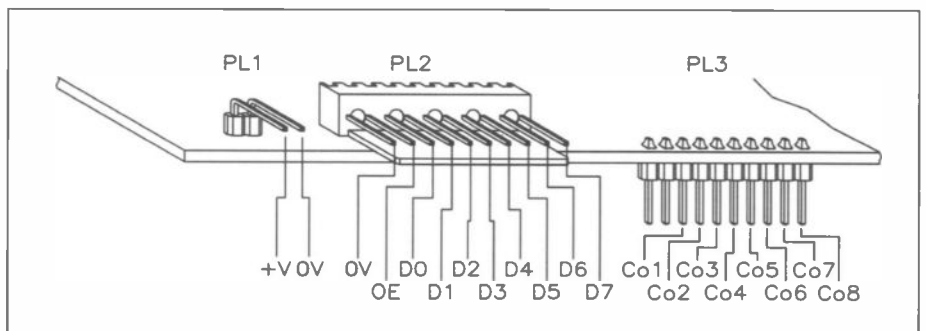 PL1 PL2 PL3
+V 0V 0V D0 D2 D4 D6 Co1 Co3 Co5 Co7
OE D1 D3 D5 D7 Co2 Co4 Co6 Co8